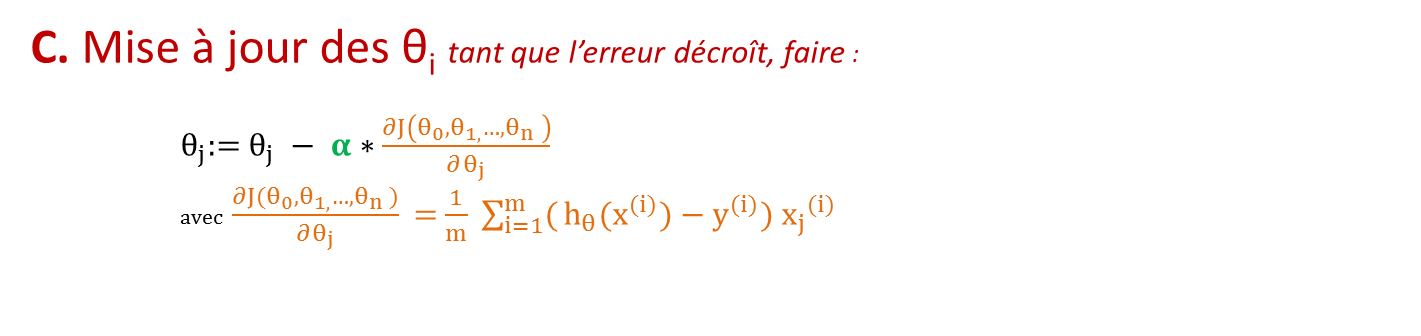 C. Mise à jour des θi tant que l’erreur décroît, faire :
θj:= θj − α * ∂J(θ0,θ1,…,θn ) / ∂ θj
avec ∂J(θ0,θ1,…,θn ) / ∂ θj = 1/m ∑i=1m( hθ (x(i)) − y(i)) xj(i)